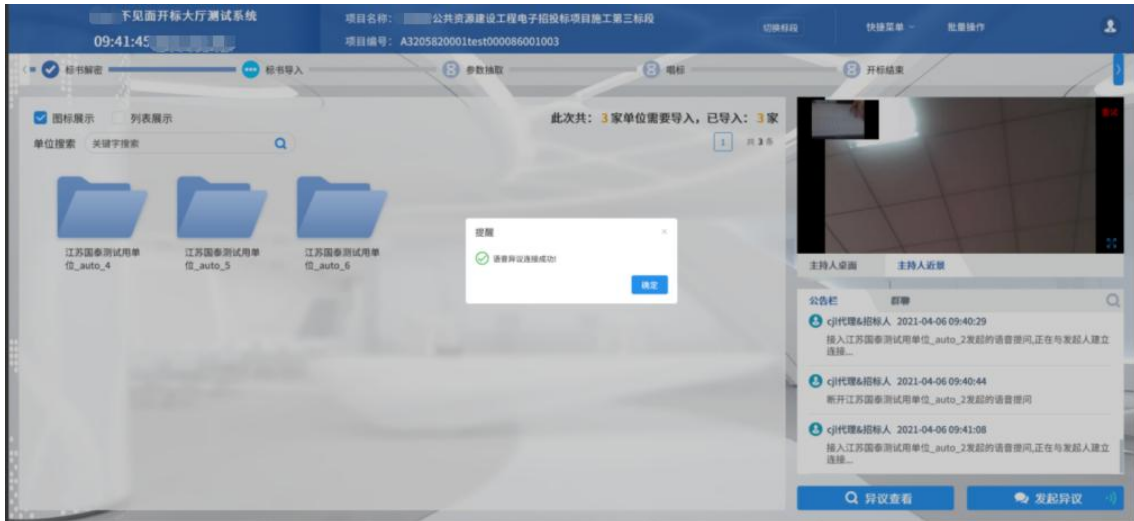 下见面开标大厅测试系统
09:41:45
项目名称： 公共资源建设工程电子招投标项目施工第三标段
项目编号： A3205820001test000086001003
切换标段
快捷菜单
批量操作
标书解密
标书导入
参数抽取
唱标
开标结果
图标展示
列表展示
此次共：3家单位需要导入，已导入：3家
单位搜索 关键字搜索
1 共 3 条
江苏国泰测试用单
位_auto_4
江苏国泰测试用单
位_auto_5
江苏国泰测试用单
位_auto_6
提醒
语音异议连接成功!
确定
主持人桌面
主持人近景
公告栏
群聊
cjl代理&招标人 2021-04-06 09:40:29
接入江苏国泰测试用单位_auto_2发起的语音提问,正在与发起人建立
连接...
cjl代理&招标人 2021-04-06 09:40:44
断开江苏国泰测试用单位_auto_2发起的语音提问
cjl代理&招标人 2021-04-06 09:41:08
接入江苏国泰测试用单位_auto_2发起的语音提问,正在与发起人建立
连接...
异议查看
发起异议